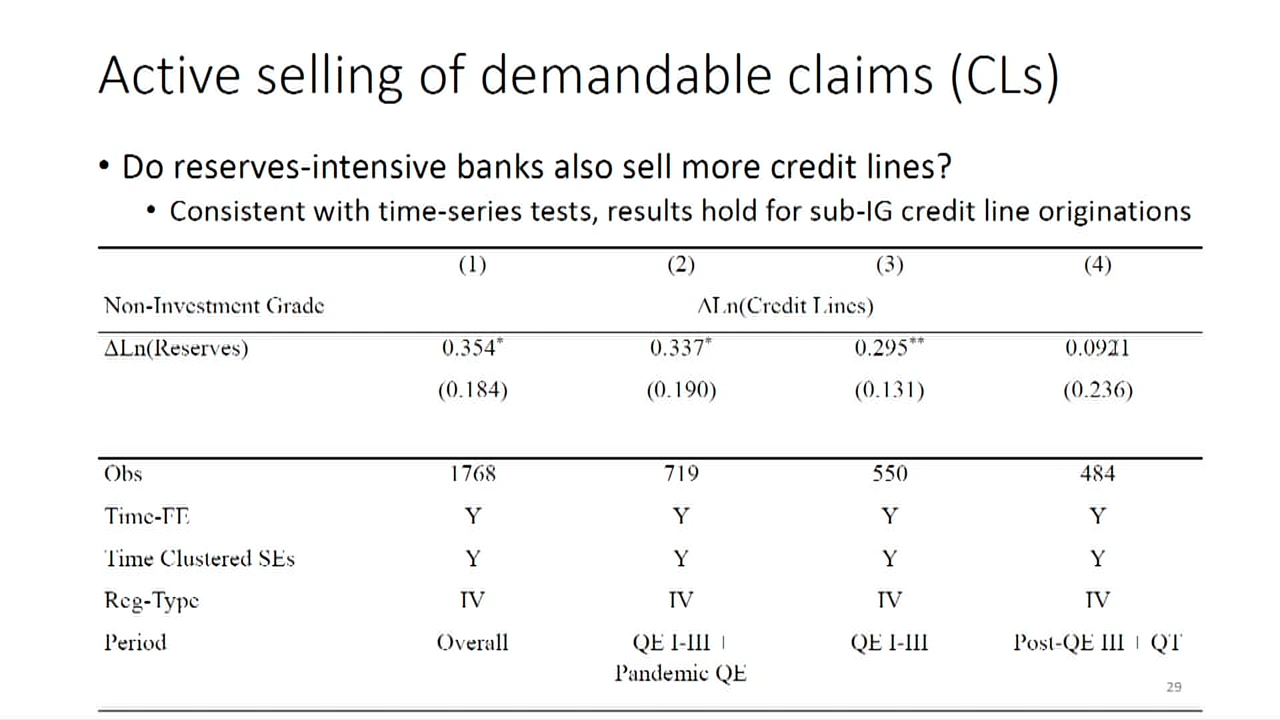 Active selling of demandable claims (CLs)
• Do reserves-intensive banks also sell more credit lines?
• Consistent with time-series tests, results hold for sub-IG credit line originations
(1) (2) (3) (4)
Non-Investment Grade ΔLn(Credit Lines)
ΔLn(Reserves) 0.354* 0.337* 0.295**
(0.184) (0.190) (0.131) (0.236)
Obs 1768 719 550 484
Time-FE Y Y Y Y
Time Clustered SEs Y Y Y Y
Reg-Type IV IV IV IV
Period Overall QE I-III + QE I-III Post-QE III + QT
Pandemic QE
29